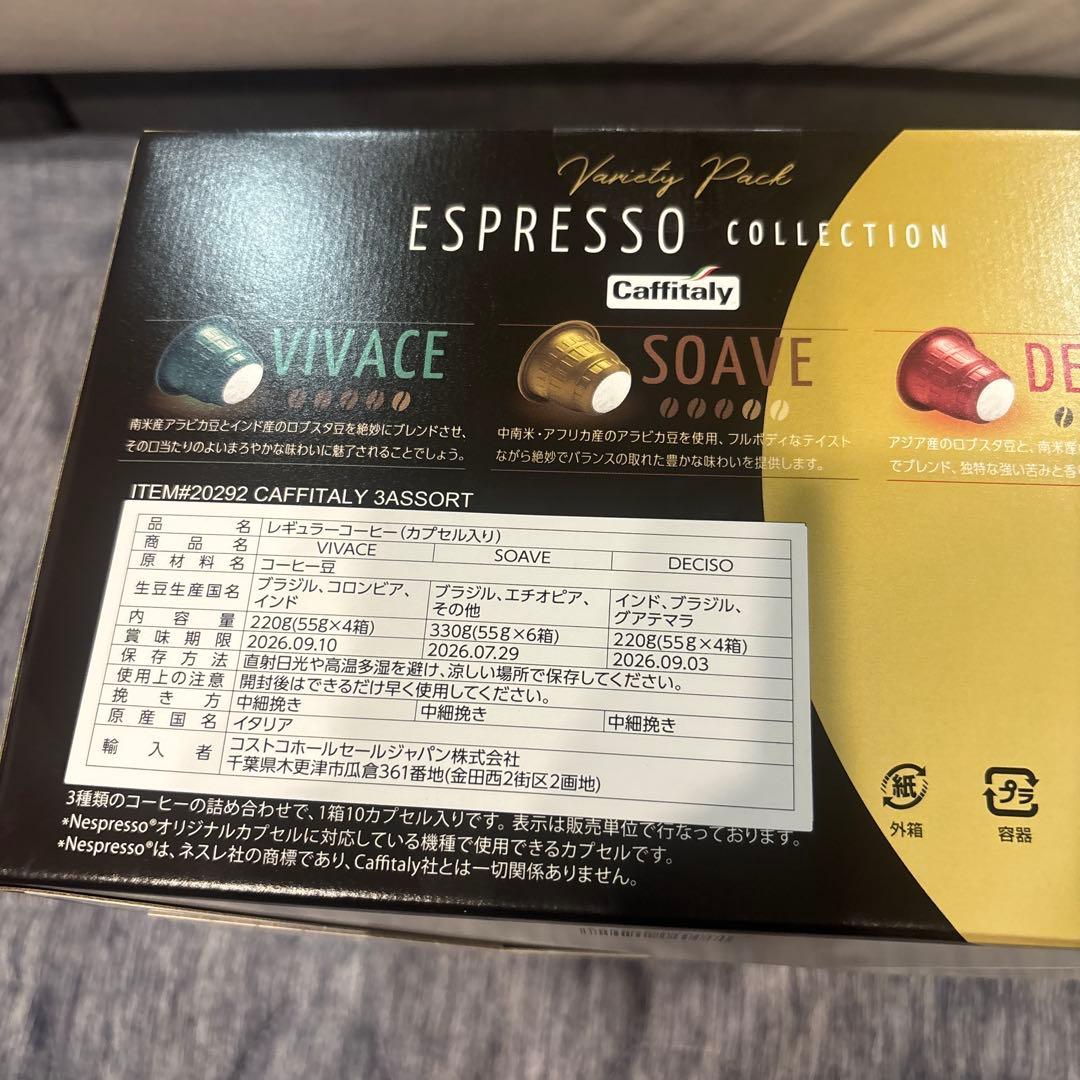 Variety Pack
ESPRESSO COLLECTION
Caffitaly
VIVACE
南米産アラビカ豆とインド産のロブスタ豆を絶妙にブレンドさせ、
その口当たりのよいまろやかな味わいに魅了されることでしょう。
SOAVE
中南米・アフリカ産のアラビカ豆を使用、フルボディなテイスト
ながら絶妙でバランスの取れた豊かな味わいを提供します。
DE
アジア産のロブスタ豆と、南米産
でブレンド、独特な強い苦みと香
ITEM#20292 CAFFITALY 3ASSORT
品名 レギュラーコーヒー(カプセル入り)
商品名 VIVACE SOAVE DECISO
原材料名 コーヒー豆
生豆生産国名 ブラジル、コロンビア、インド ブラジル、エチオピア、その他 インド、ブラジル、グアテマラ
内容量 220g(55g×4箱) 330g(55g×6箱) 220g(55g×4箱)
賞味期限 2026.09.10 2026.07.29 2026.09.03
保存方法 直射日光や高温多湿を避け、涼しい場所で保存してください。
使用上の注意 開封後はできるだけ早く使用してください。
挽き方 中細挽き 中細挽き 中細挽き
原産国名 イタリア
輸入者 コストコホールセールジャパン株式会社
千葉県木更津市瓜倉361番地(金田西2街区2画地)
3種類のコーヒーの詰め合わせで、1箱10カプセル入りです。表示は販売単位で行なっております。
*Nespresso®オリジナルカプセルに対応している機種で使用できるカプセルです。
*Nespresso®は、ネスレ社の商標であり、Caffitaly社とは一切関係ありません。
紙
外箱
プラ
容器